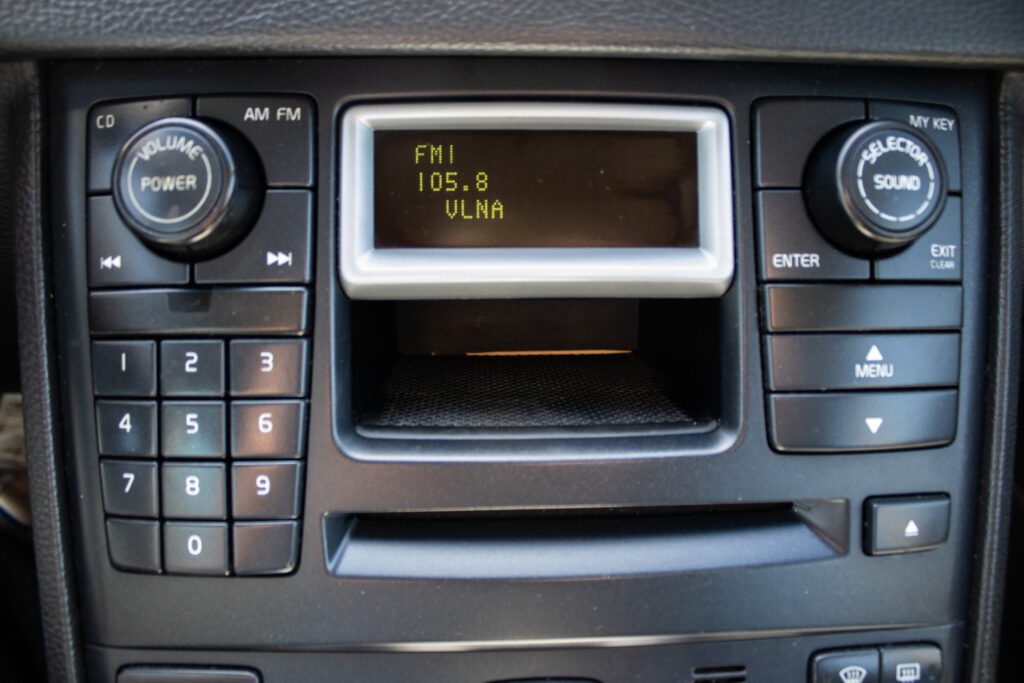 CD
AM FM
VOLUME
POWER
FM1
105.8
VLNA
MY KEY
SELECTOR
SOUND
ENTER
EXIT
CLEAR
1 2 3
4 5 6
7 8 9
0
MENU